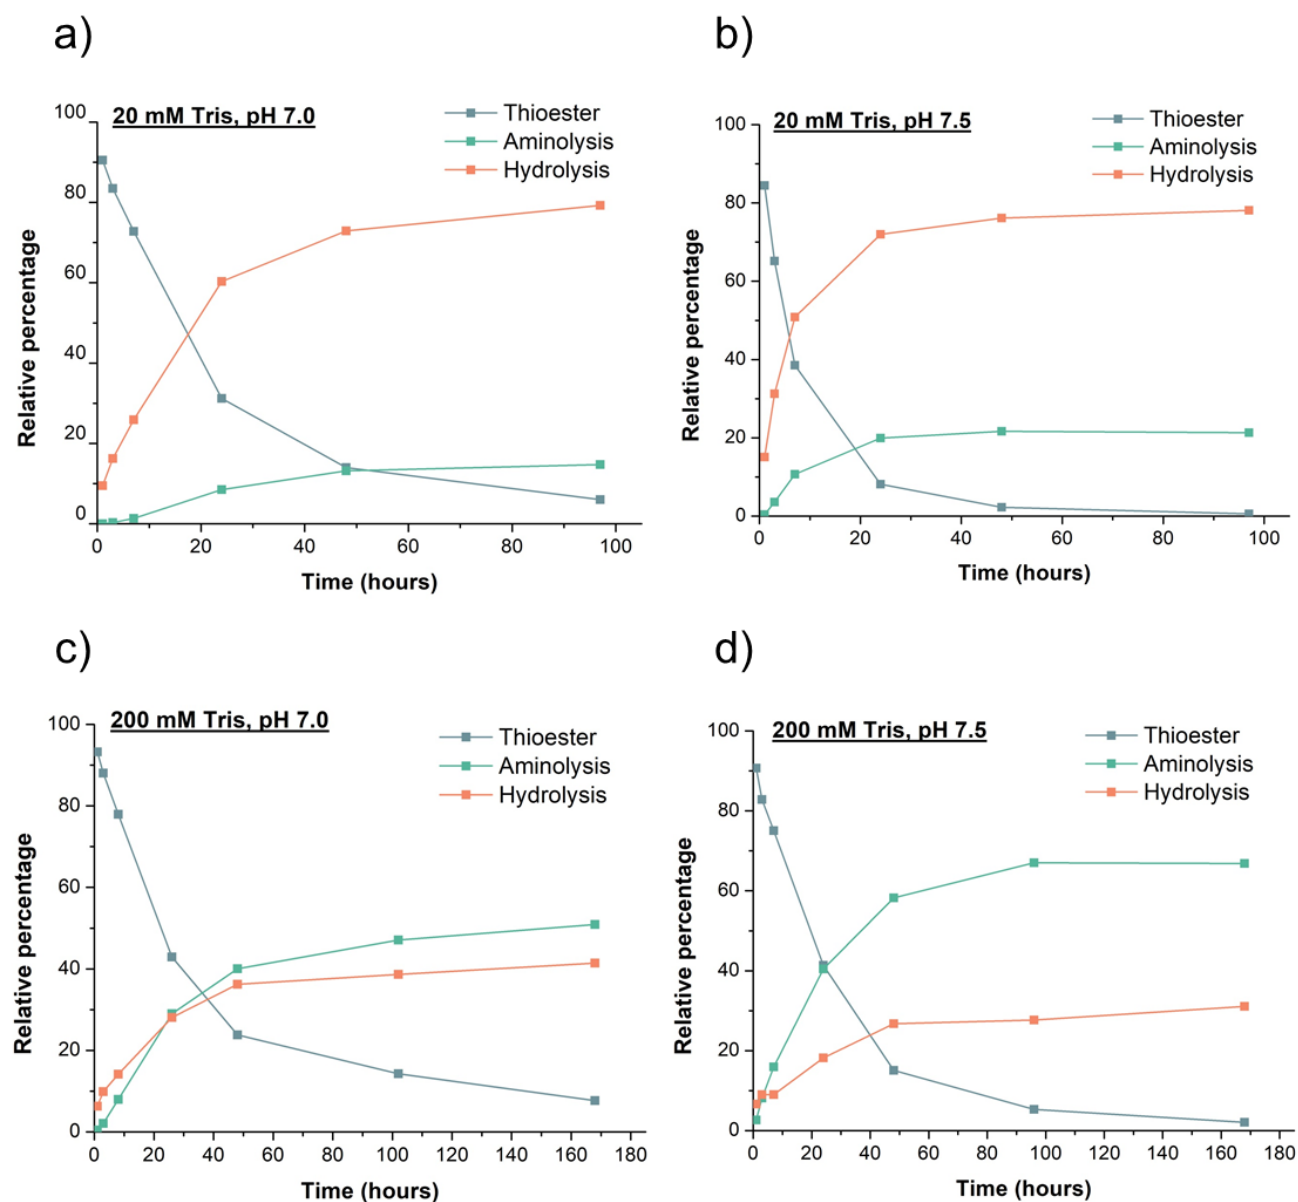 a)
20 mM Tris, pH 7.0
Thioester
Aminolysis
Hydrolysis
Relative percentage
100
80
60
40
20
0
0 20 40 60 80 100
Time (hours)
b)
20 mM Tris, pH 7.5
Thioester
Aminolysis
Hydrolysis
Relative percentage
100
80
60
40
20
0
0 20 40 60 80 100
Time (hours)
c)
200 mM Tris, pH 7.0
Thioester
Aminolysis
Hydrolysis
Relative percentage
100
80
60
40
20
0
0 20 40 60 80 100 120 140 160 180
Time (hours)
d)
200 mM Tris, pH 7.5
Thioester
Aminolysis
Hydrolysis
Relative percentage
100
80
60
40
20
0
0 20 40 60 80 100 120 140 160 180
Time (hours)